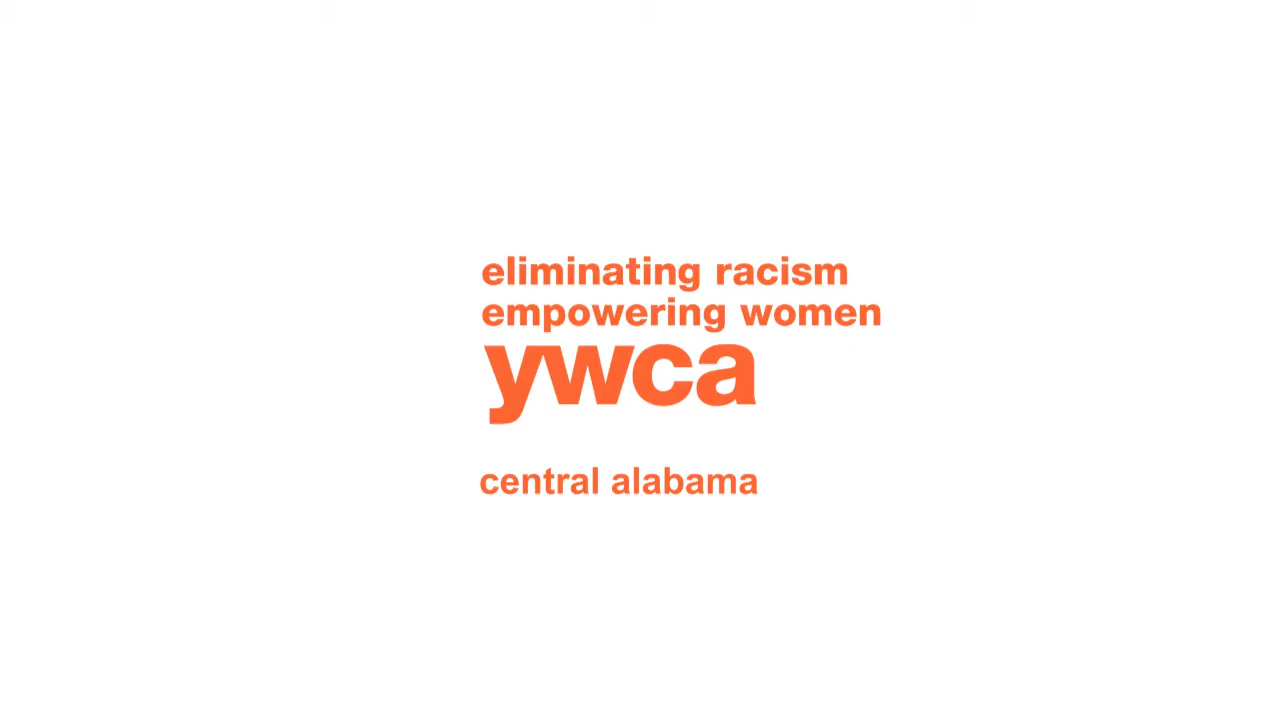 eliminating racism
empowering women
ywca
central alabama